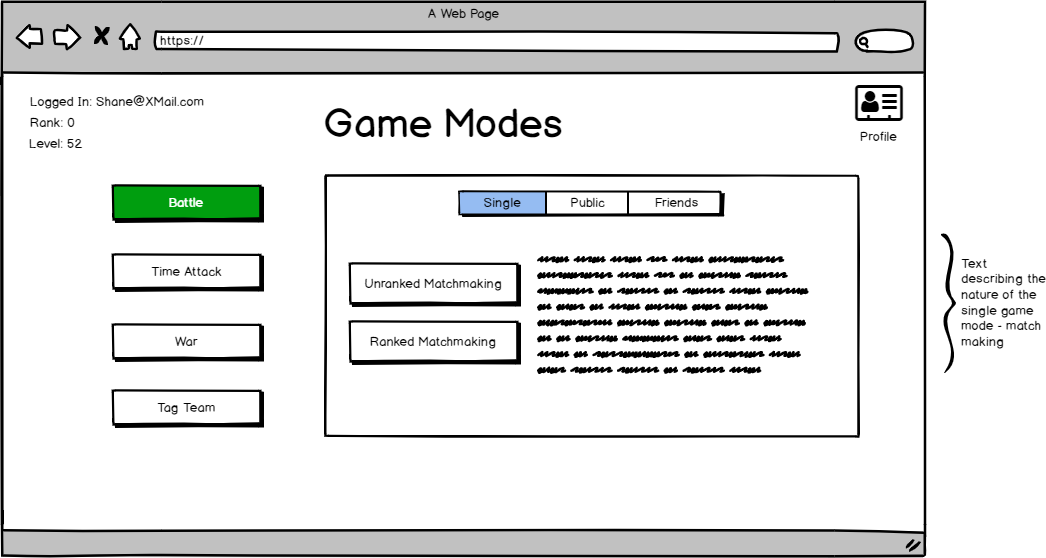 A Web Page
https://
Logged In: Shane@XMail.com
Rank: 0
Level: 52
Game Modes
Profile
Battle
Time Attack
War
Tag Team
Single Public Friends
Unranked Matchmaking
Ranked Matchmaking
Text
describing the
nature of the
single game
mode - match
making